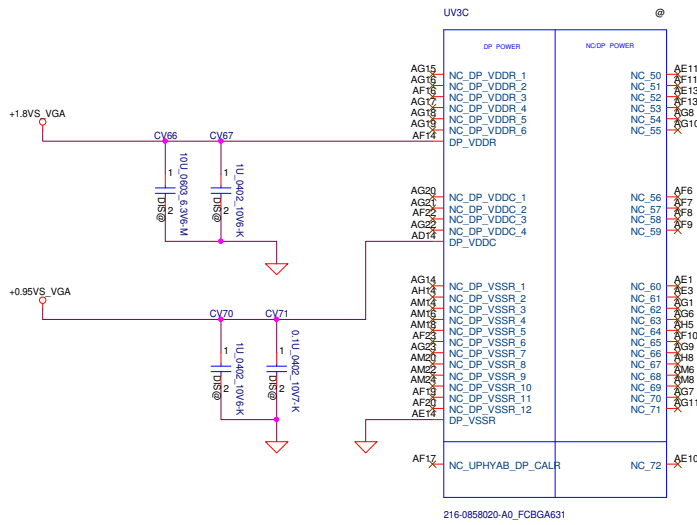 UV3C
@
DP POWER
NC/DP POWER
AG15 NC_DP_VDDR_1 NC_50 AE11
AG16 NC_DP_VDDR_2 NC_51 AF11
AF16 NC_DP_VDDR_3 NC_52 AE13
AG17 NC_DP_VDDR_4 NC_53 AF13
AG18 NC_DP_VDDR_5 NC_54 AG8
AG19 NC_DP_VDDR_6 NC_55 AG10
AF14 DP_VDDR
+1.8VS_VGA
CV66
1
2
10U_0603_6.3V6-M
DIS@
CV67
1
2
1U_0402_10V6-K
DIS@
AG20 NC_DP_VDDC_1 NC_56 AF6
AG21 NC_DP_VDDC_2 NC_57 AF7
AF22 NC_DP_VDDC_3 NC_58 AF8
AG22 NC_DP_VDDC_4 NC_59 AF9
AD14 DP_VDDC
+0.95VS_VGA
CV70
1
2
1U_0402_10V6-K
DIS@
CV71
1
2
0.1U_0402_10V7-K
DIS@
AG14 NC_DP_VSSR_1 NC_60 AE1
AH14 NC_DP_VSSR_2 NC_61 AE3
AM14 NC_DP_VSSR_3 NC_62 AG1
AM16 NC_DP_VSSR_4 NC_63 AG6
AM18 NC_DP_VSSR_5 NC_64 AH5
AF23 NC_DP_VSSR_6 NC_65 AF10
AG23 NC_DP_VSSR_7 NC_66 AG9
AM20 NC_DP_VSSR_8 NC_67 AH8
AM22 NC_DP_VSSR_9 NC_68 AM6
AM24 NC_DP_VSSR_10 NC_69 AM8
AF19 NC_DP_VSSR_11 NC_70 AG7
AF20 NC_DP_VSSR_12 NC_71 AG11
AE14 DP_VSSR
AF17 NC_UPHYAB_DP_CALR NC_72 AE10
216-0858020-A0_FCBGA631